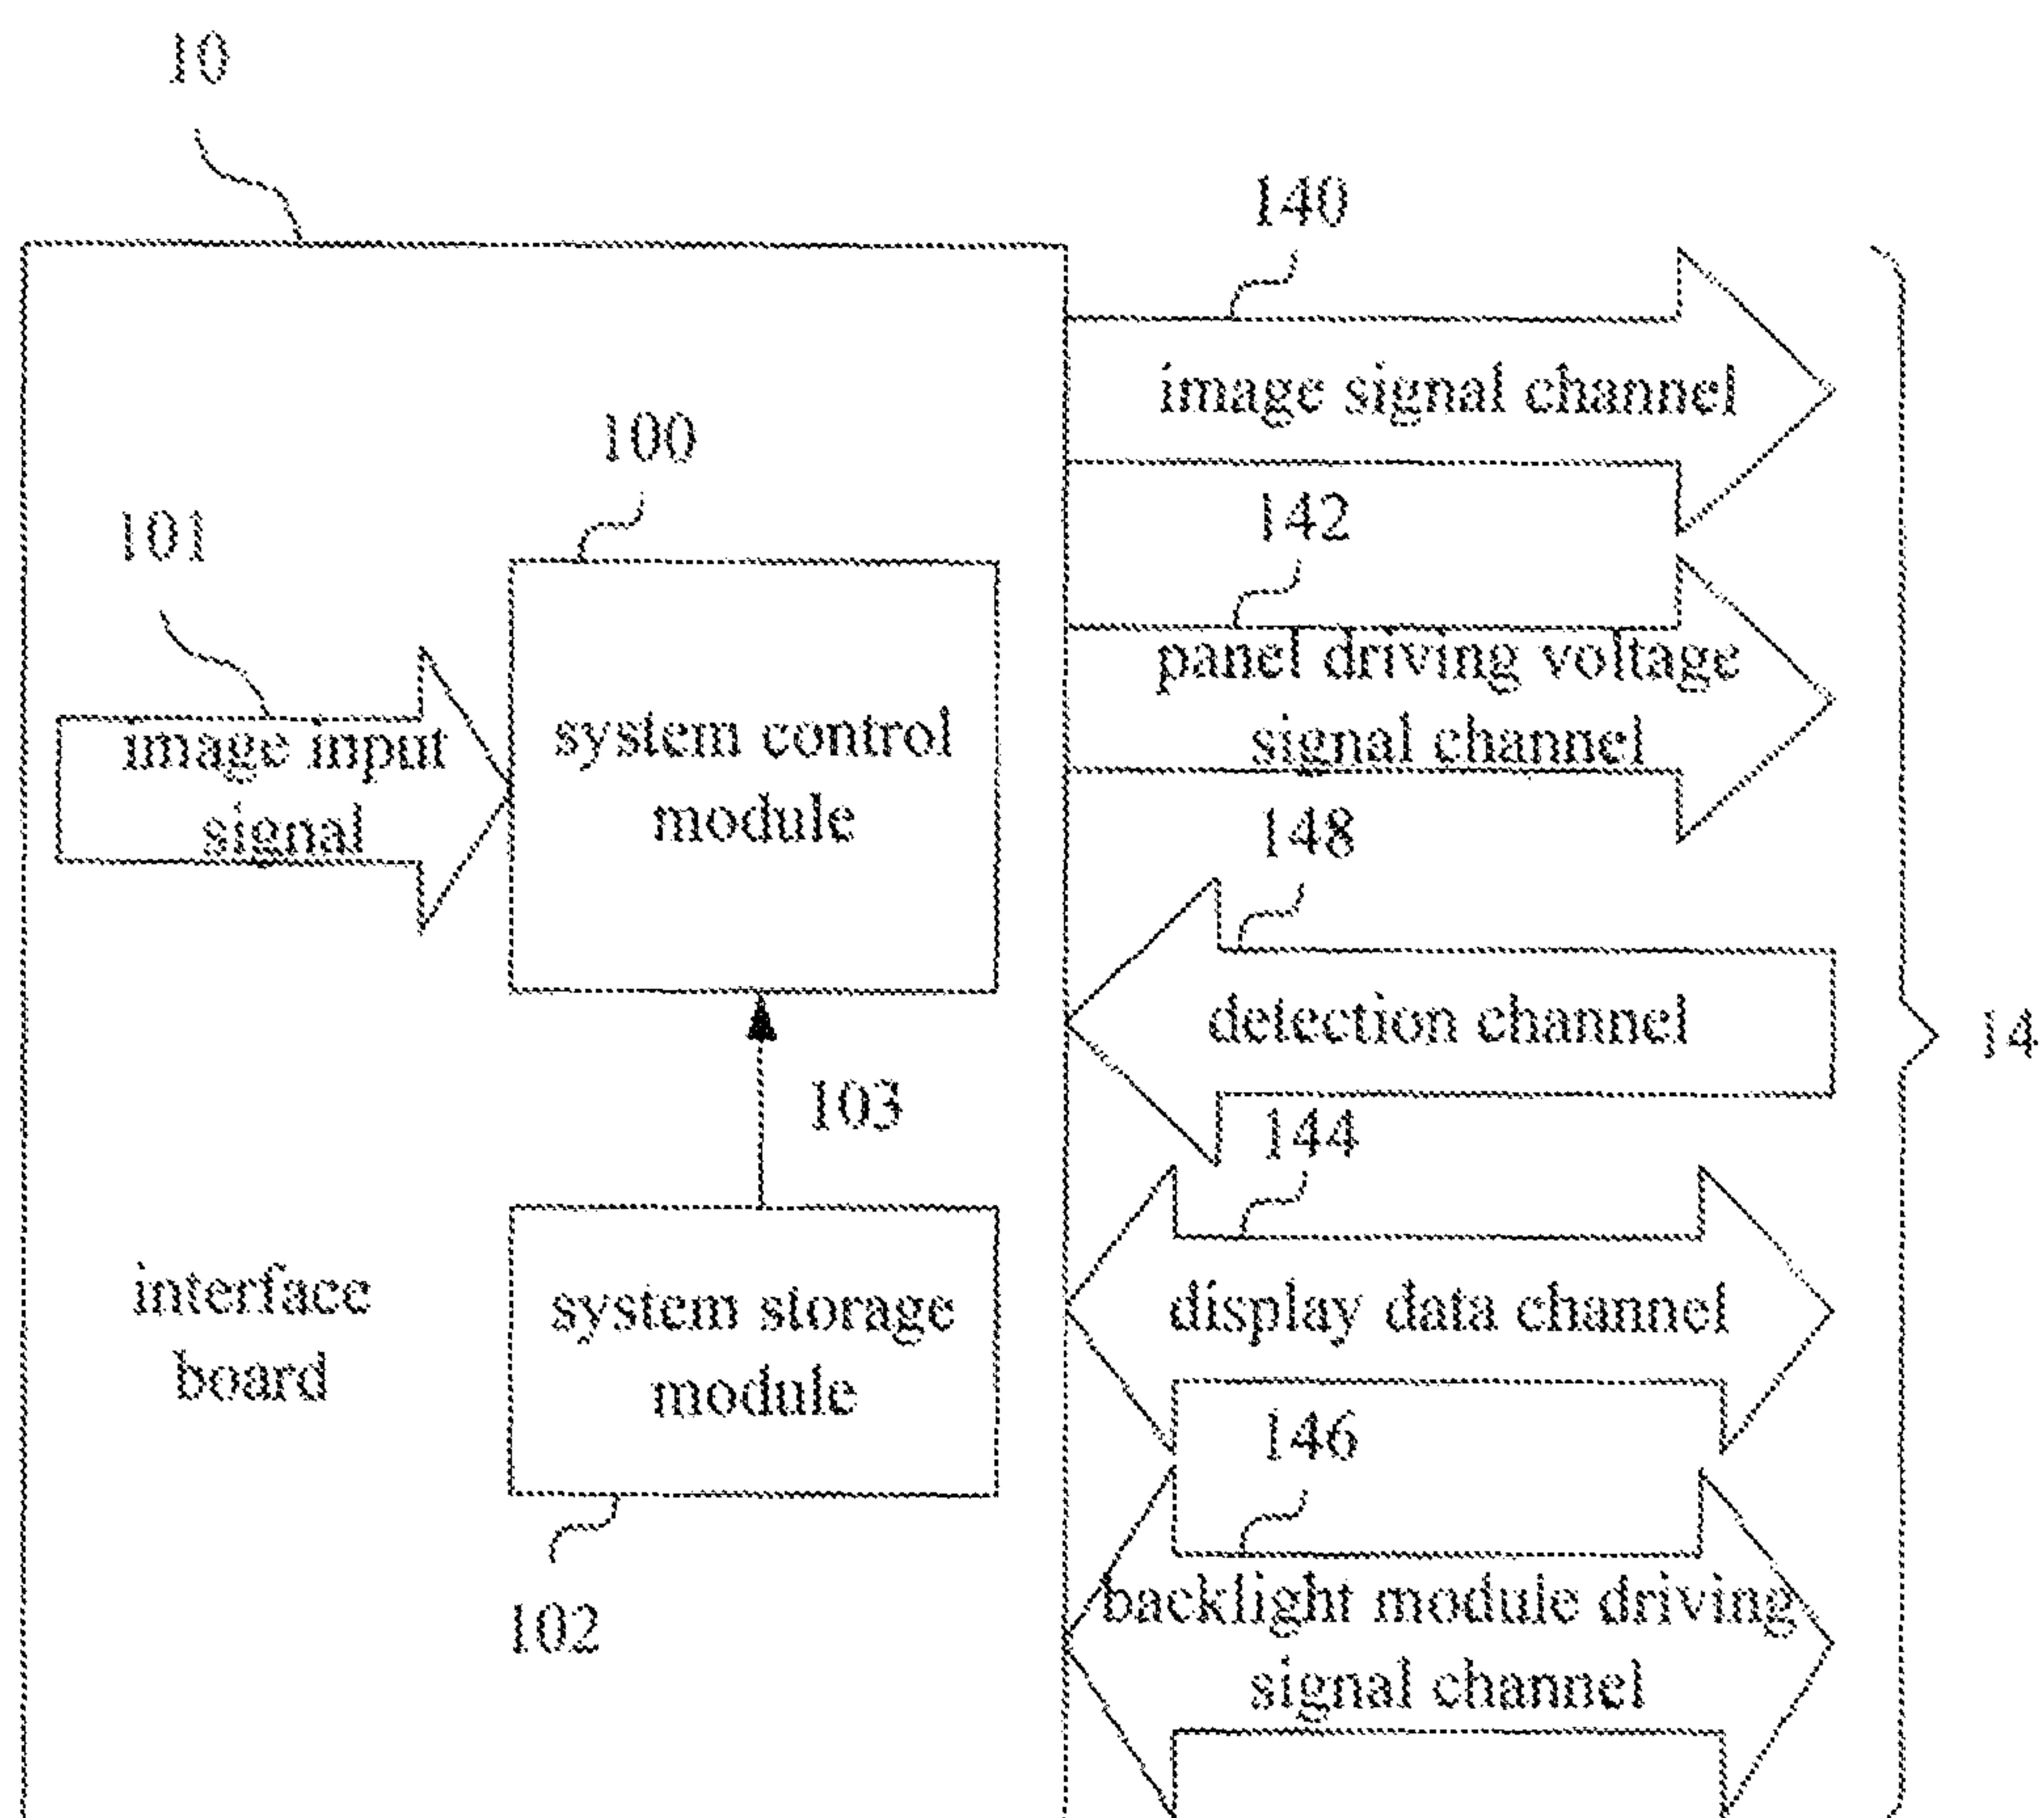 10
140
image signal channel
100
142
101
panel driving voltage
signal channel
image input
signal
system control
module
148
detection channel
14
103
144
interface
board
system storage
module
display data channel
146
102
backlight module driving
signal channel